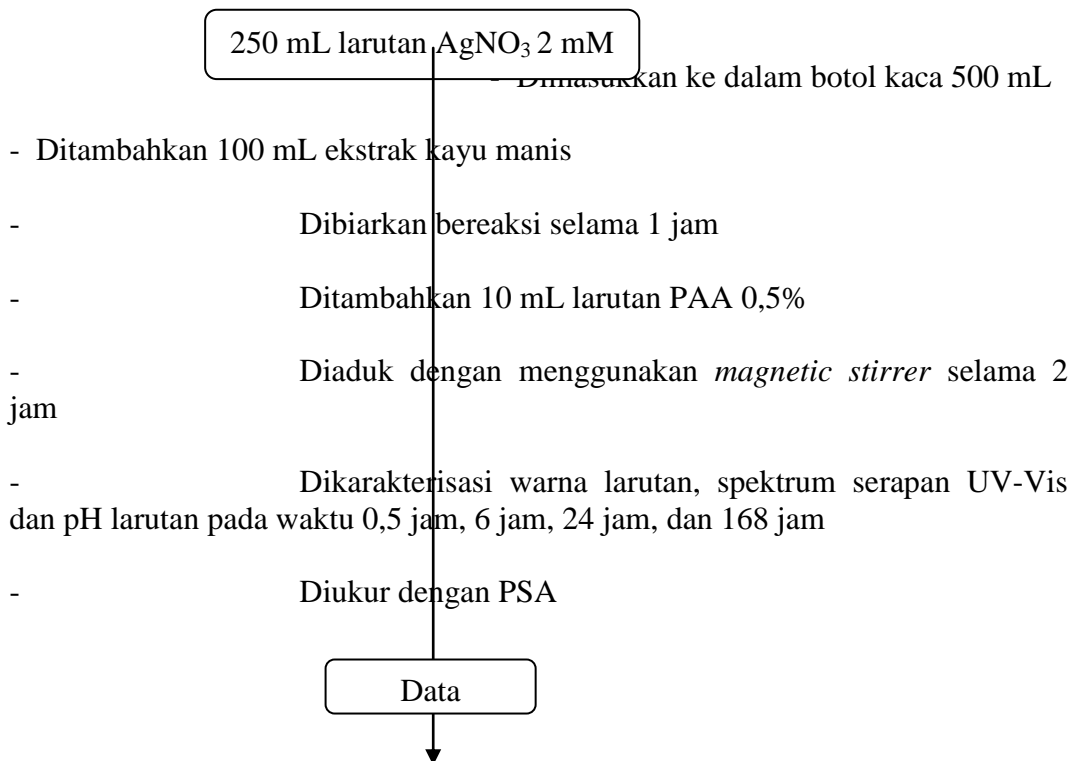 250 mL larutan AgNO₃ 2 mM
- Dimasukkan ke dalam botol kaca 500 mL
- Ditambahkan 100 mL ekstrak kayu manis
- Dibiarkan bereaksi selama 1 jam
- Ditambahkan 10 mL larutan PAA 0,5%
- Diaduk dengan menggunakan magnetic stirrer selama 2
jam
- Dikarakterisasi warna larutan, spektrum serapan UV-Vis
dan pH larutan pada waktu 0,5 jam, 6 jam, 24 jam, dan 168 jam
- Diukur dengan PSA
Data